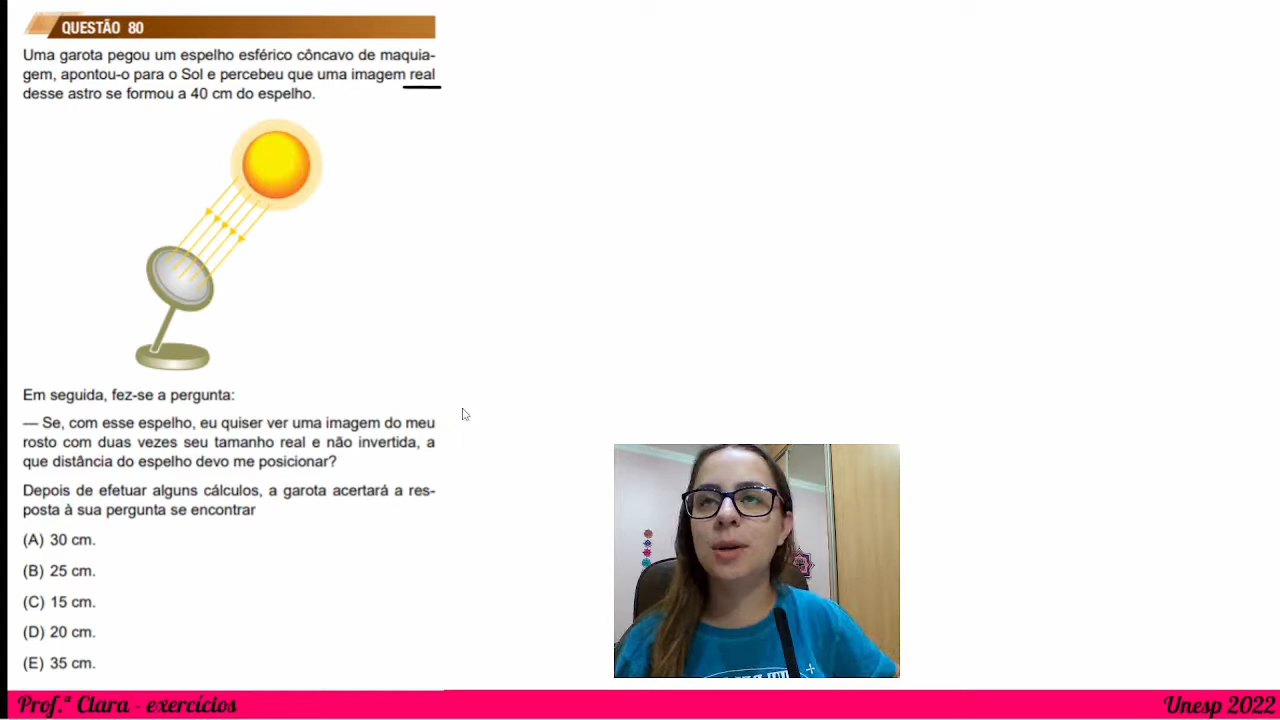 QUESTÃO 80
Uma garota pegou um espelho esférico côncavo de maquia-
gem, apontou-o para o Sol e percebeu que uma imagem real
desse astro se formou a 40 cm do espelho.
Em seguida, fez-se a pergunta:
— Se, com esse espelho, eu quiser ver uma imagem do meu
rosto com duas vezes seu tamanho real e não invertida, a
que distância do espelho devo me posicionar?
Depois de efetuar alguns cálculos, a garota acertará a res-
posta à sua pergunta se encontrar
(A) 30 cm.
(B) 25 cm.
(C) 15 cm.
(D) 20 cm.
(E) 35 cm.
Prof.ª Clara - exercícios
Unesp 2022